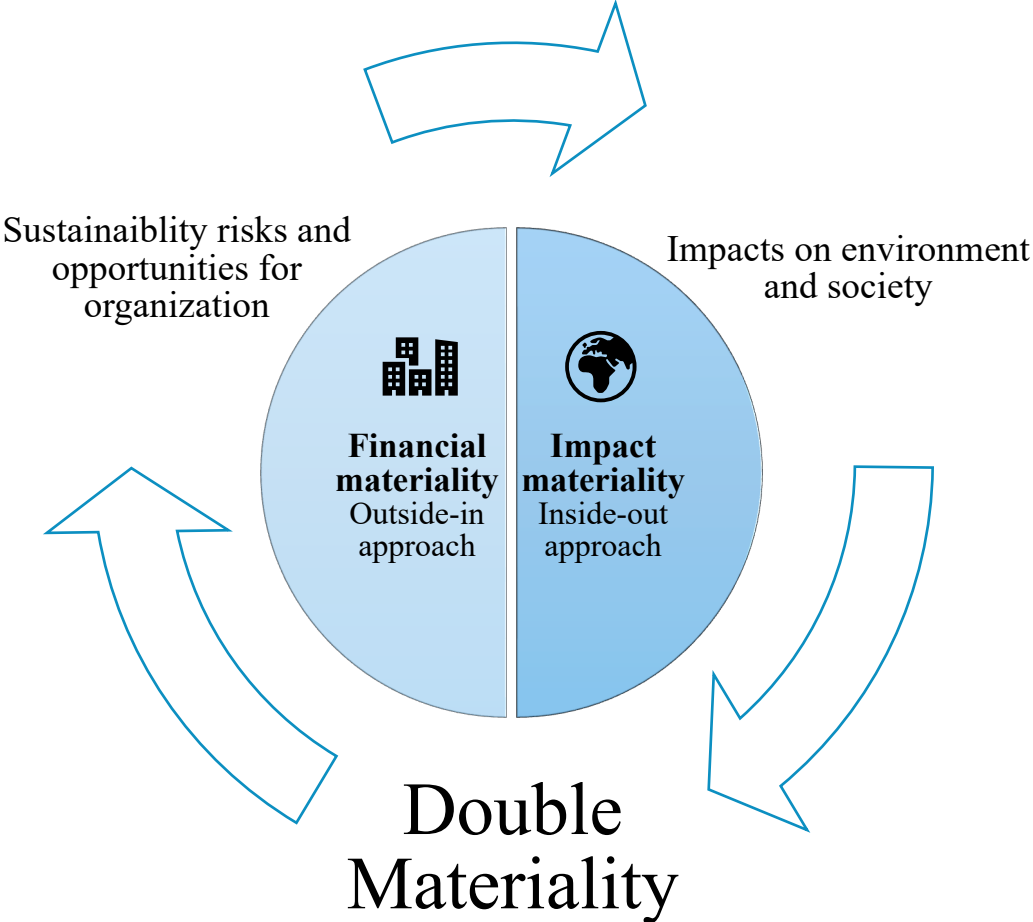 Sustainaiblity risks and
opportunities for
organization
Impacts on environment
and society
Financial
materiality
Outside-in
approach
Impact
materiality
Inside-out
approach
Double
Materiality